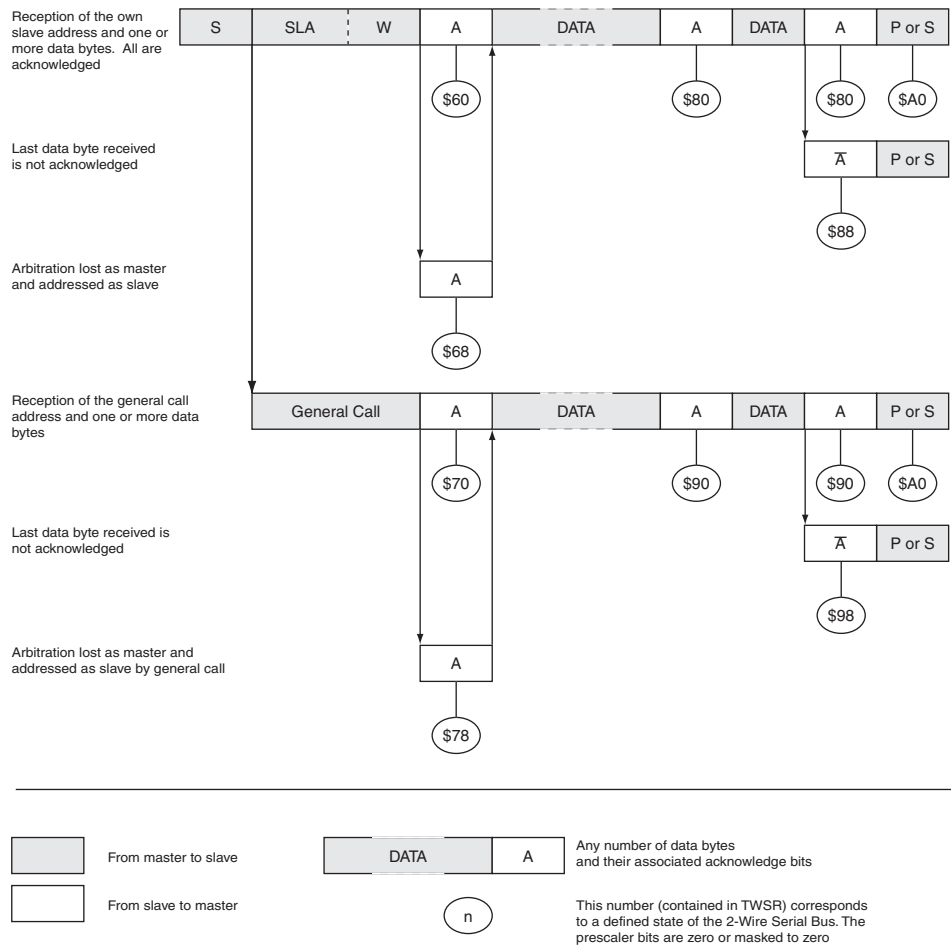 Reception of the own
slave address and one or
more data bytes.  All are
acknowledged
S SLA W A DATA A DATA A P or S
$60 $80 $80 $A0
Last data byte received
is not acknowledged
A̅ P or S
$88
Arbitration lost as master
and addressed as slave
A
$68
Reception of the general call
address and one or more data
bytes
General Call A DATA A DATA A P or S
$70 $90 $90 $A0
Last data byte received is
not acknowledged
A̅ P or S
$98
Arbitration lost as master and
addressed as slave by general call
A
$78
From master to slave
DATA A
Any number of data bytes
and their associated acknowledge bits
From slave to master
n
This number (contained in TWSR) corresponds
to a defined state of the 2-Wire Serial Bus. The
prescaler bits are zero or masked to zero